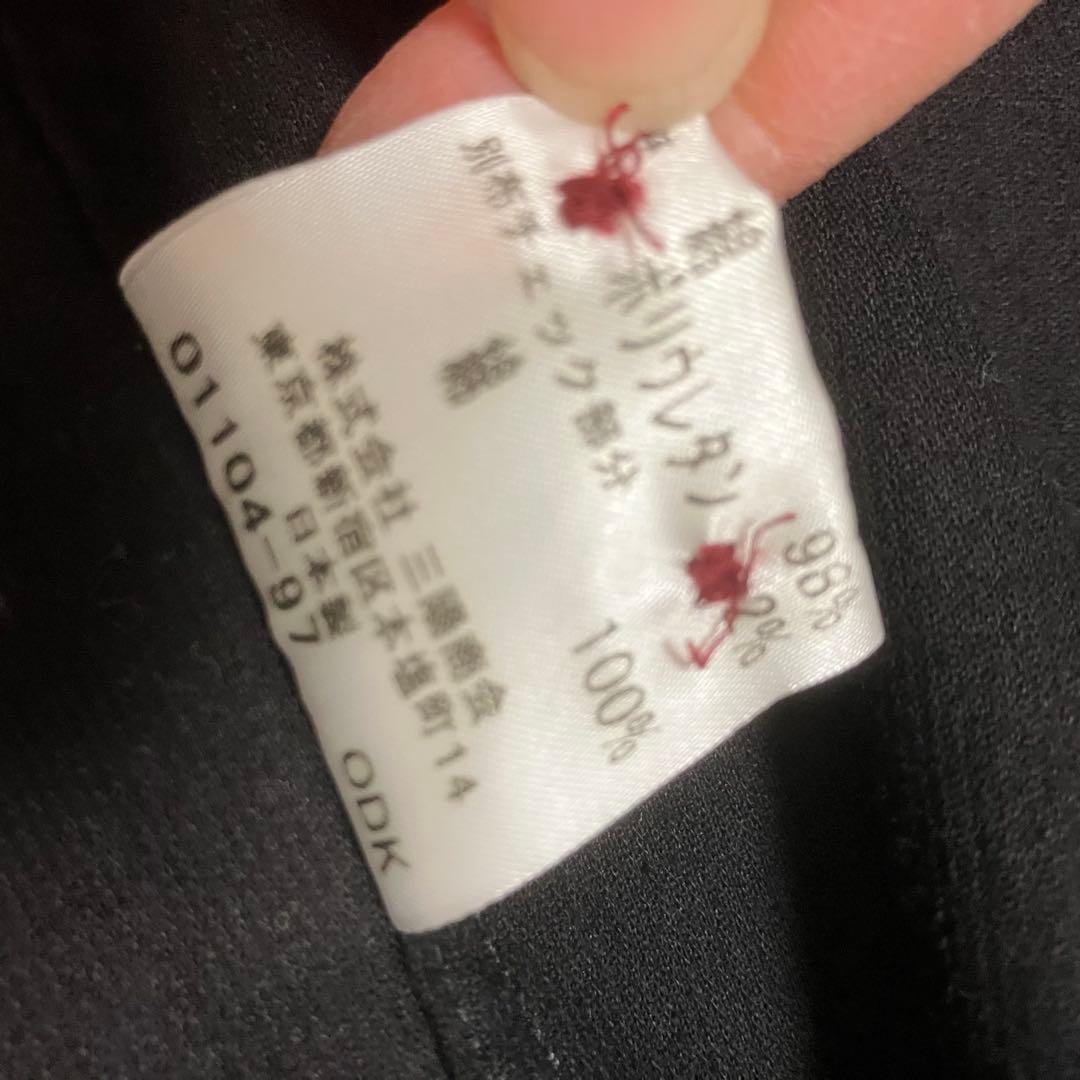 綿 98%
ポリウレタン 2%
別布チェック部分
綿 100%
株式会社 三陽商会
東京都新宿区本塩町14
日本製
01104-97 ODK